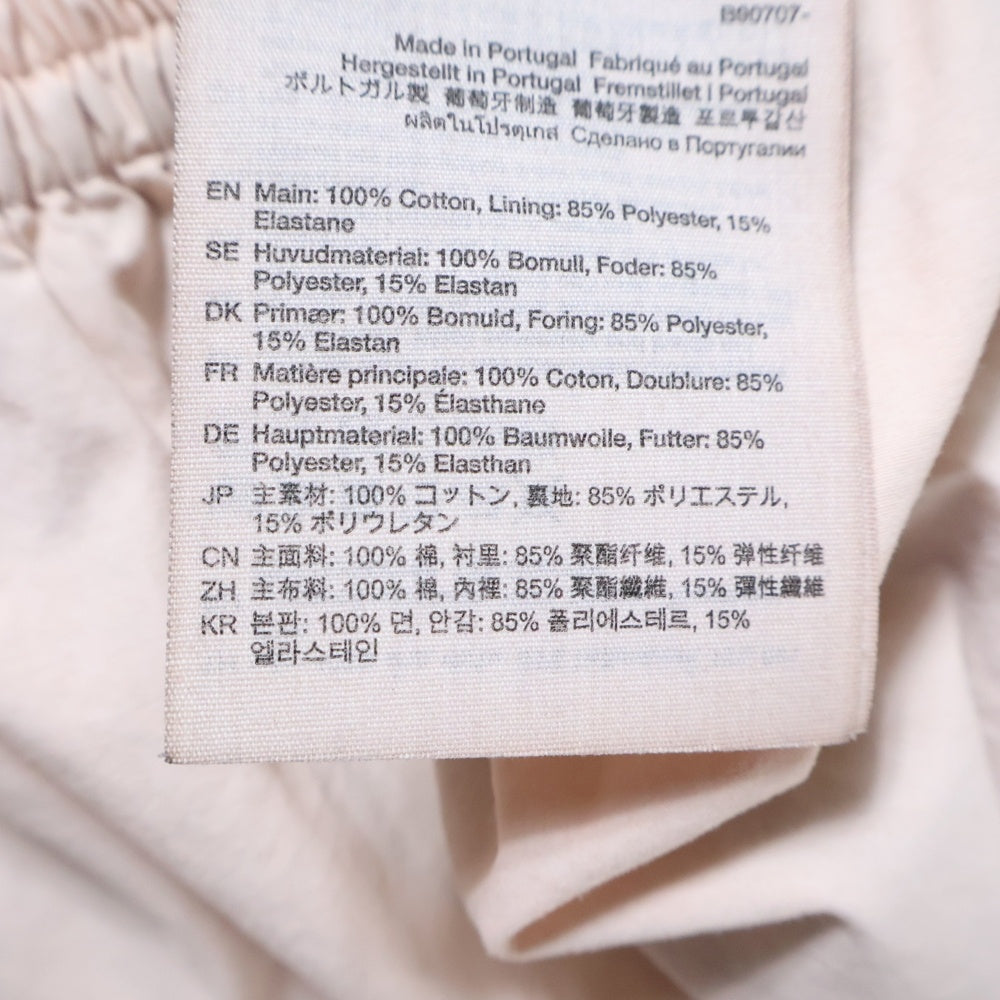 B90707-
Made in Portugal Fabriqué au Portugal
Hergestellt in Portugal Fremstillet i Portugal
ポルトガル製 葡萄牙制造 葡萄牙製造 포르투갈산
ผลิตในโปรตุเกส Сделано в Португалии
EN Main: 100% Cotton, Lining: 85% Polyester, 15%
Elastane
SE Huvudmaterial: 100% Bomull, Foder: 85%
Polyester, 15% Elastan
DK Primær: 100% Bomuld, Foring: 85% Polyester,
15% Elastan
FR Matière principale: 100% Coton, Doublure: 85%
Polyester, 15% Élasthane
DE Hauptmaterial: 100% Baumwolle, Futter: 85%
Polyester, 15% Elasthan
JP 主素材: 100% コットン, 裏地: 85% ポリエステル,
15% ポリウレタン
CN 主面料: 100% 棉, 衬里: 85% 聚酯纤维, 15% 弹性纤维
ZH 主布料: 100% 棉, 內裡: 85% 聚酯纖維, 15% 彈性纖維
KR 본판: 100% 면, 안감: 85% 폴리에스테르, 15%
엘라스테인